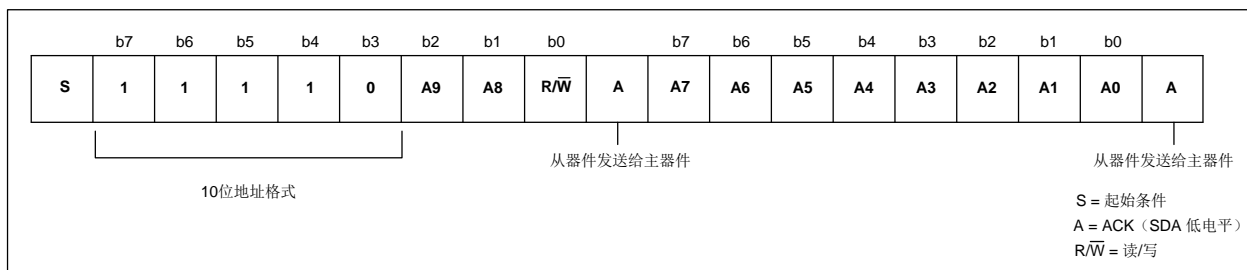 b7 b6 b5 b4 b3 b2 b1 b0 b7 b6 b5 b4 b3 b2 b1 b0
S 1 1 1 1 0 A9 A8 R/W̅ A A7 A6 A5 A4 A3 A2 A1 A0 A
从器件发送给主器件 从器件发送给主器件
10位地址格式
S = 起始条件
A = ACK（SDA 低电平）
R/W̅ = 读/写